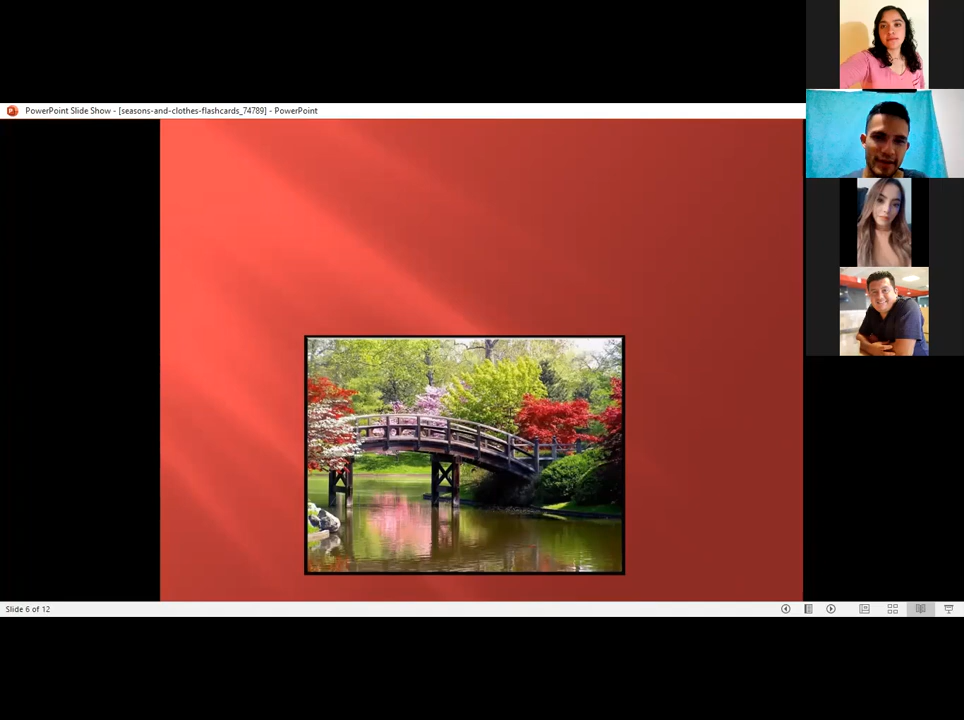 PowerPoint Slide Show - [seasons-and-clothes-flashcards_74789] - PowerPoint
Slide 6 of 12